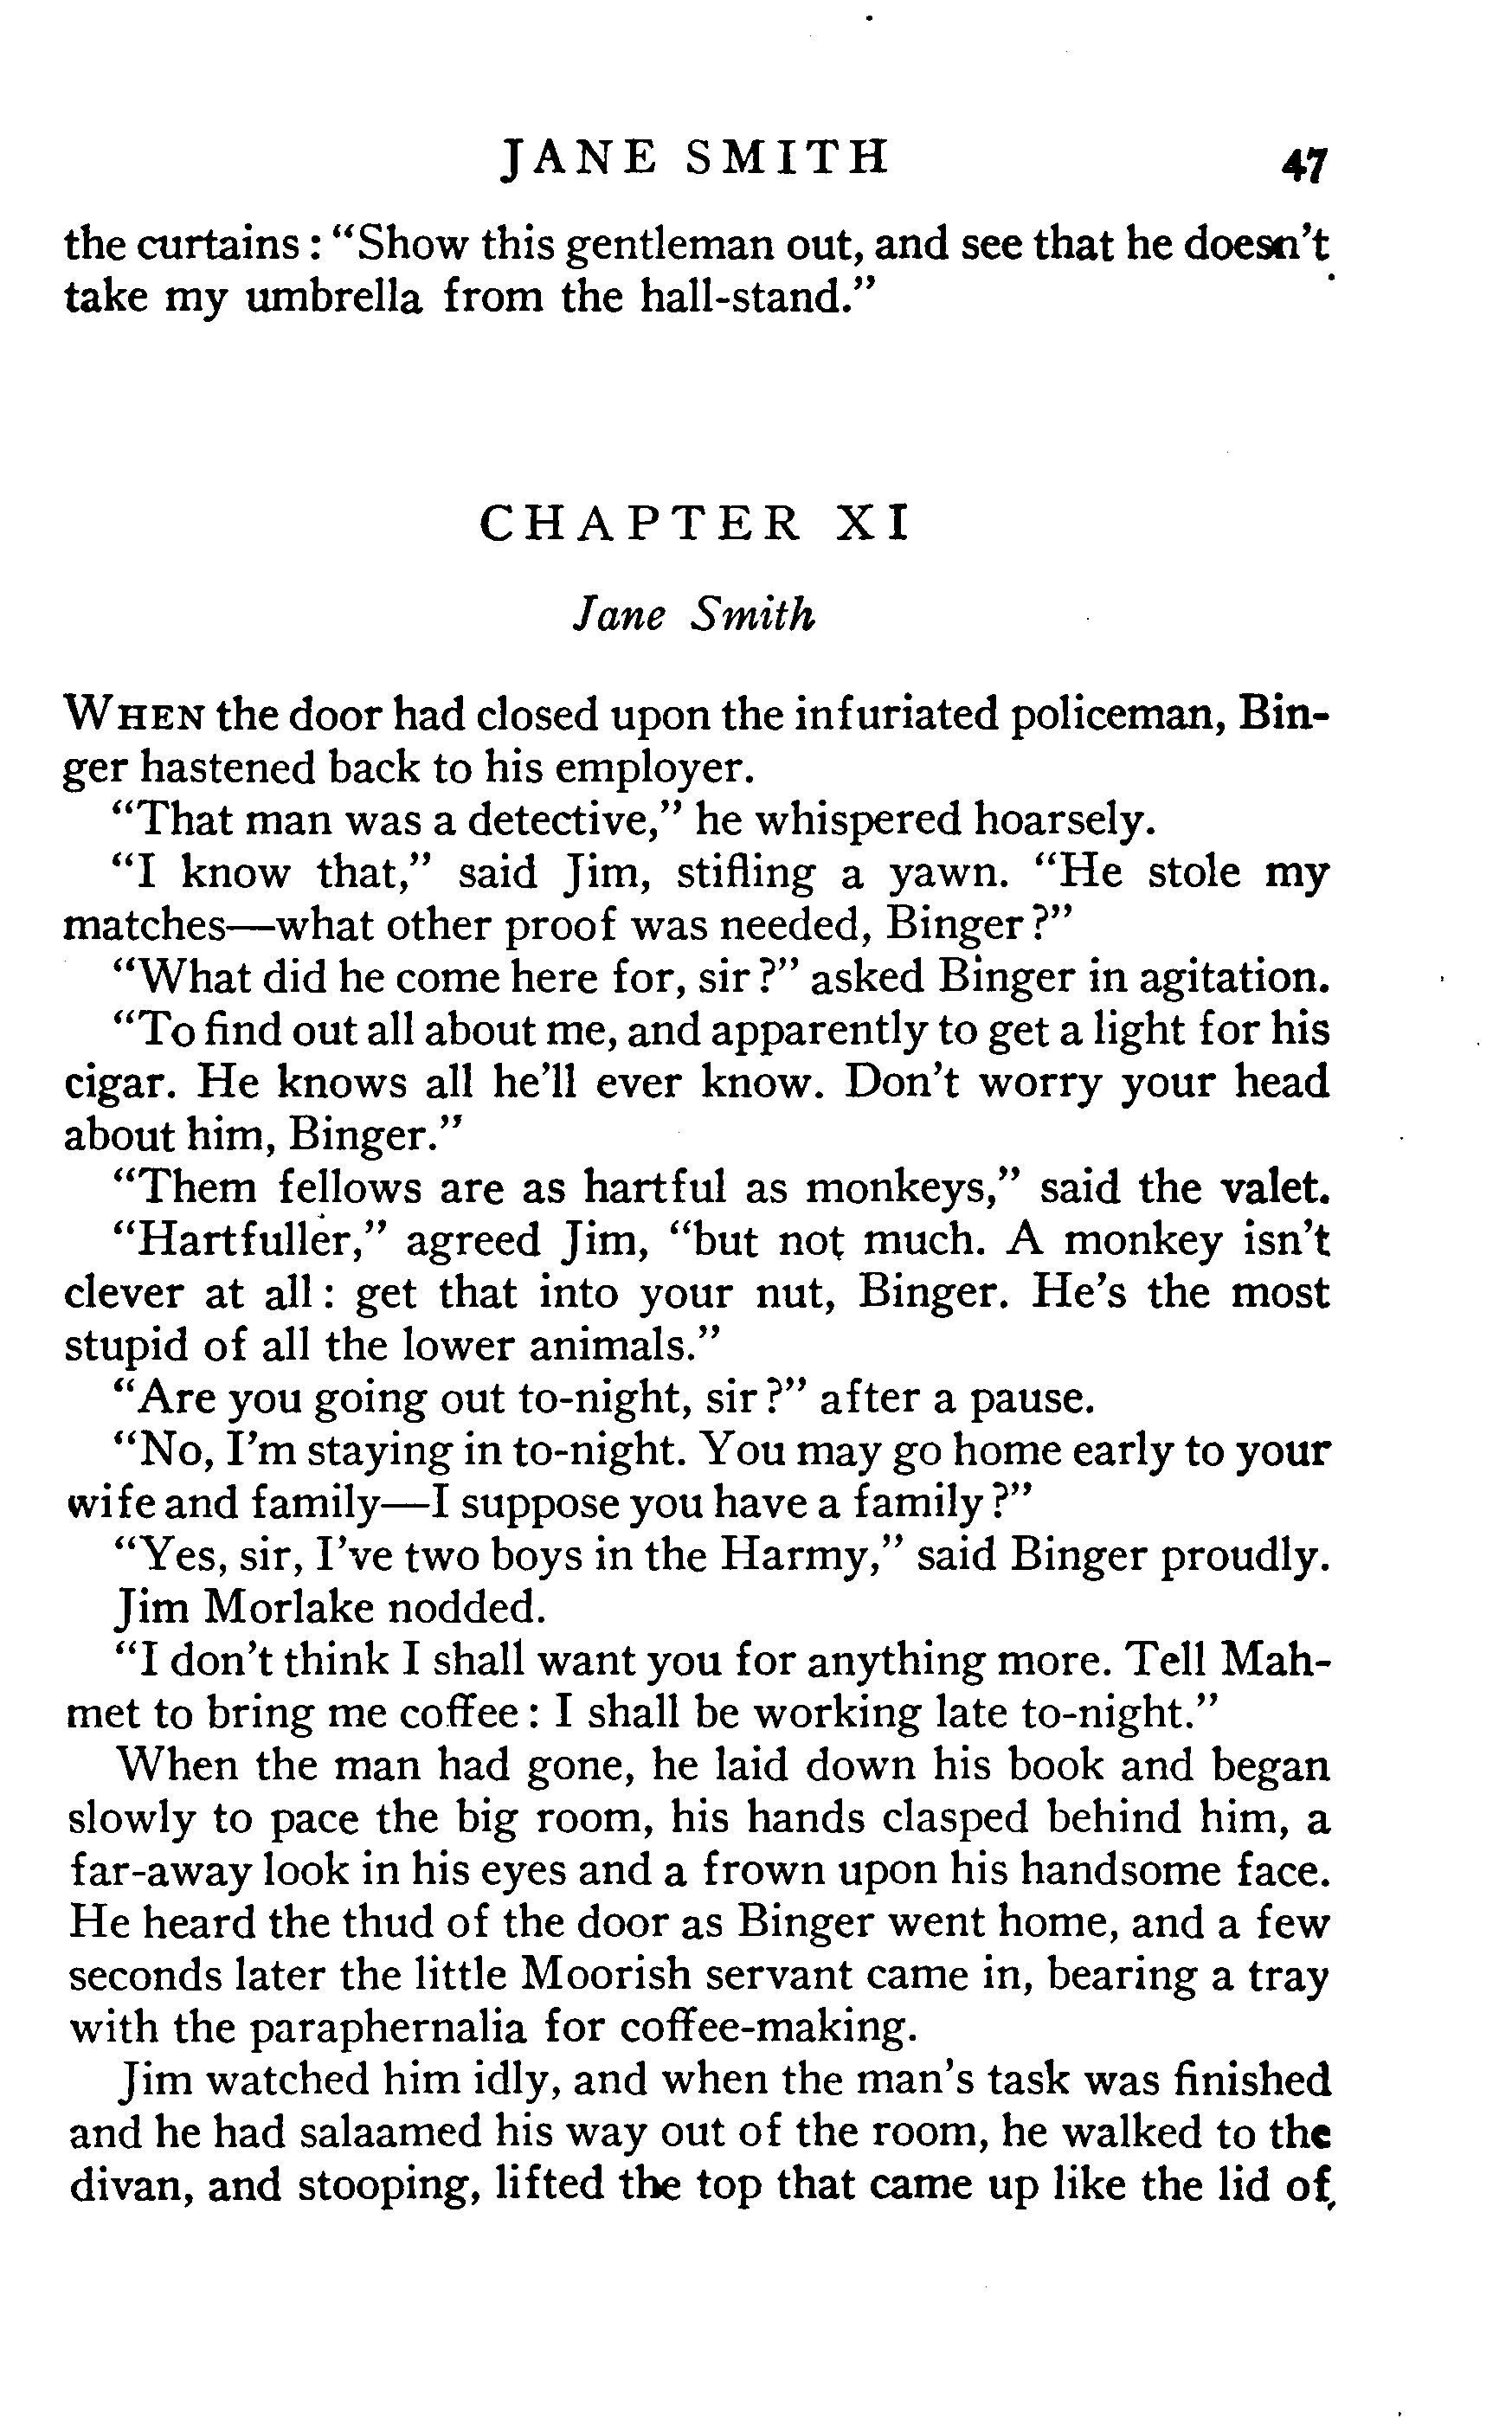 JANE SMITH 47
the curtains: "Show this gentleman out, and see that he doesn't
take my umbrella from the hall-stand."
CHAPTER XI
Jane Smith
WHEN the door had closed upon the infuriated policeman, Bin-
ger hastened back to his employer.
"That man was a detective," he whispered hoarsely.
"I know that," said Jim, stifling a yawn. "He stole my
matches—what other proof was needed, Binger?"
"What did he come here for, sir?" asked Binger in agitation.
"To find out all about me, and apparently to get a light for his
cigar. He knows all he'll ever know. Don't worry your head
about him, Binger."
"Them fellows are as hartful as monkeys," said the valet.
"Hartfuller," agreed Jim, "but not much. A monkey isn't
clever at all: get that into your nut, Binger. He's the most
stupid of all the lower animals."
"Are you going out to-night, sir?" after a pause.
"No, I'm staying in to-night. You may go home early to your
wife and family—I suppose you have a family?"
"Yes, sir, I've two boys in the Harmy," said Binger proudly.
Jim Morlake nodded.
"I don't think I shall want you for anything more. Tell Mah-
met to bring me coffee: I shall be working late to-night."
When the man had gone, he laid down his book and began
slowly to pace the big room, his hands clasped behind him, a
far-away look in his eyes and a frown upon his handsome face.
He heard the thud of the door as Binger went home, and a few
seconds later the little Moorish servant came in, bearing a tray
with the paraphernalia for coffee-making.
Jim watched him idly, and when the man's task was finished
and he had salaamed his way out of the room, he walked to the
divan, and stooping, lifted the top that came up like the lid of